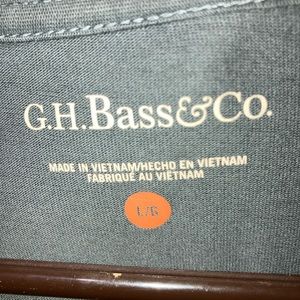 G.H.Bass&Co.
MADE IN VIETNAM/HECHO EN VIETNAM
FABRIQUÉ AU VIETNAM
L/G